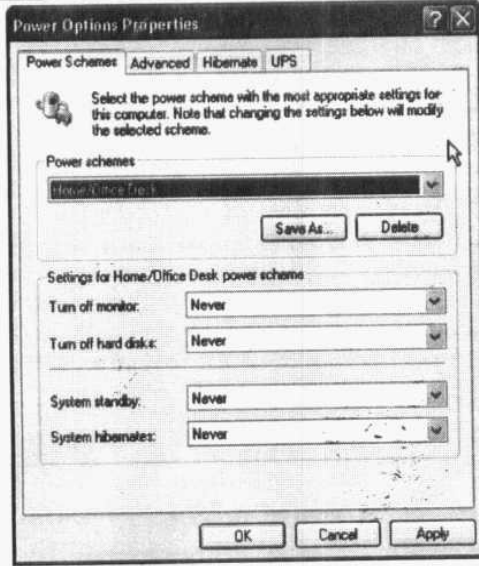 Power Options Properties
Power Schemes Advanced Hibernate UPS
Select the power scheme with the most appropriate settings for
this computer. Note that changing the settings below will modify
the selected scheme.
Power schemes
Home/Office Desk
Save As... Delete
Settings for Home/Office Desk power scheme
Turn off monitor: Never
Turn off hard disks: Never
System standby: Never
System hibernates: Never
OK Cancel Apply